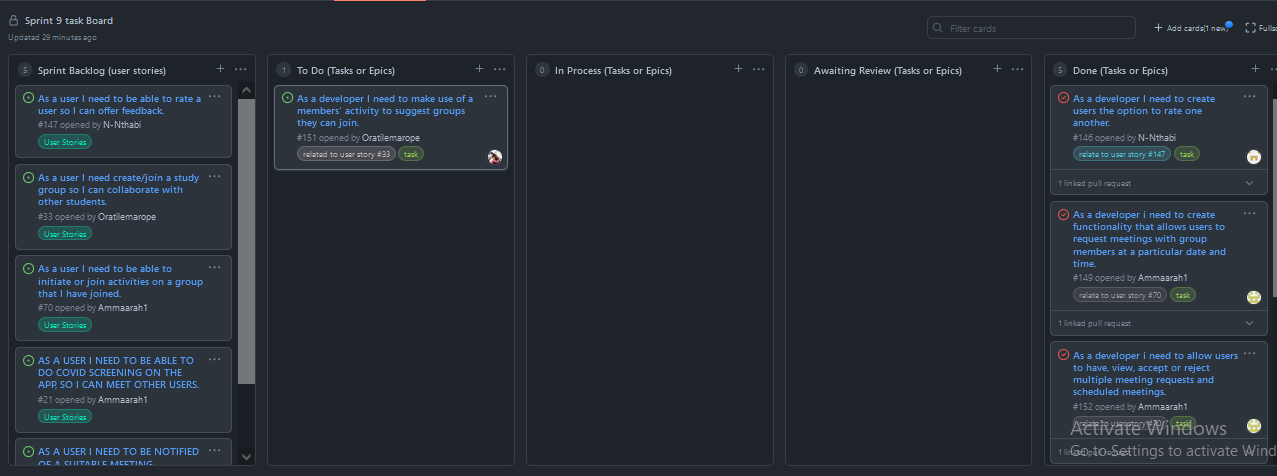 Sprint 9 task Board
Updated 29 minutes ago
Filter cards
Add cards(1 new)
5 Sprint Backlog (user stories)
As a user I need to be able to rate a
user so I can offer feedback.
#147 opened by N-Nthabi
User Stories
As a user I need create/join a study
group so I can collaborate with
other students.
#33 opened by Oratilemarope
User Stories
As a user I need to be able to
initiate or join activities on a group
that I have joined.
#70 opened by Ammaarah1
User Stories
AS A USER I NEED TO BE ABLE TO
DO COVID SCREENING ON THE
APP, SO I CAN MEET OTHER USERS.
#21 opened by Ammaarah1
User Stories
AS A USER I NEED TO BE NOTIFIED
OF A SUITABLE MEETING
1 To Do (Tasks or Epics)
As a developer I need to make use of a
members' activity to suggest groups
they can join.
#151 opened by Oratilemarope
related to user story #33 task
0 In Process (Tasks or Epics)
0 Awaiting Review (Tasks or Epics)
5 Done (Tasks or Epics)
As a developer I need to create
users the option to rate one
another.
#146 opened by N-Nthabi
relate to user story #147 task
1 linked pull request
As a developer i need to create
functionality that allows users to
request meetings with group
members at a particular date and
time.
#149 opened by Ammaarah1
relate to user story #70 task
1 linked pull request
As a developer i need to allow users
to have, view, accept or reject
multiple meeting requests and
scheduled meetings.
#152 opened by Ammaarah1
relate to user story #70 task
1 linked pull request
Activate Windows
Go to Settings to activate Wind